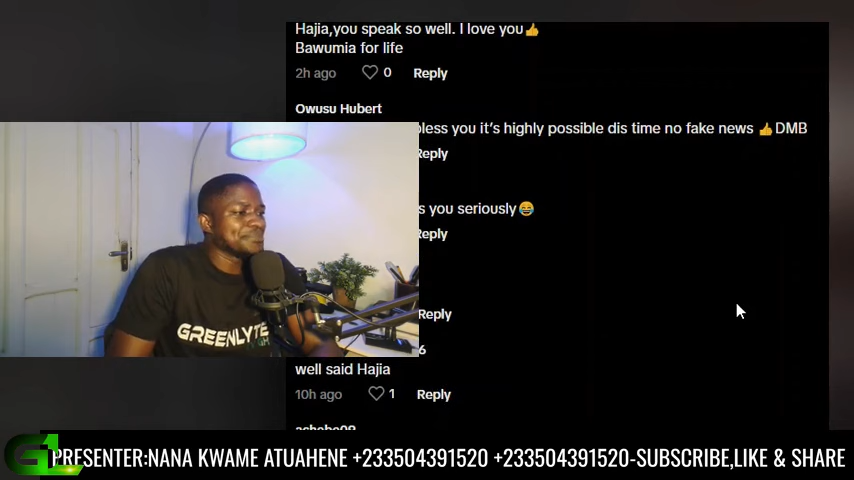 Hajia,you speak so well. I love you👍
Bawumia for life
2h ago 0 Reply
Owusu Hubert
bless you it's highly possible dis time no fake news 👍DMB
Reply
s you seriously😂
Reply
Reply
6
well said Hajia
10h ago 1 Reply
GREENLYTE
G1
PRESENTER:NANA KWAME ATUAHENE +233504391520 +233504391520-SUBSCRIBE,LIKE & SHARE